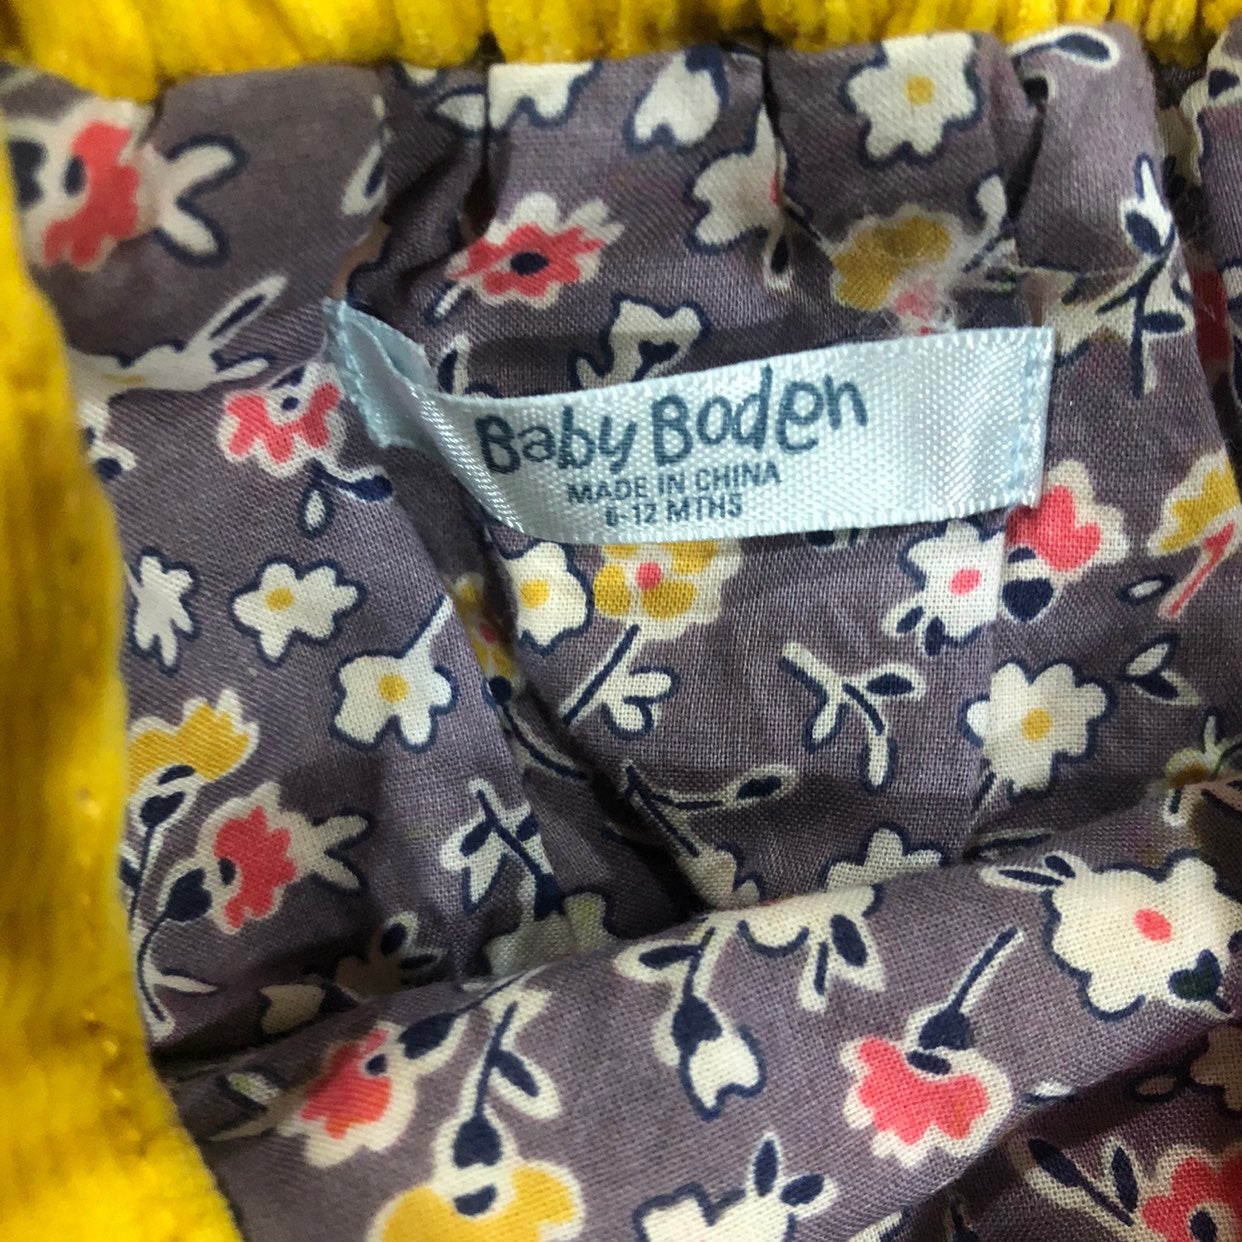 Baby Boden
MADE IN CHINA
6-12 MTHS